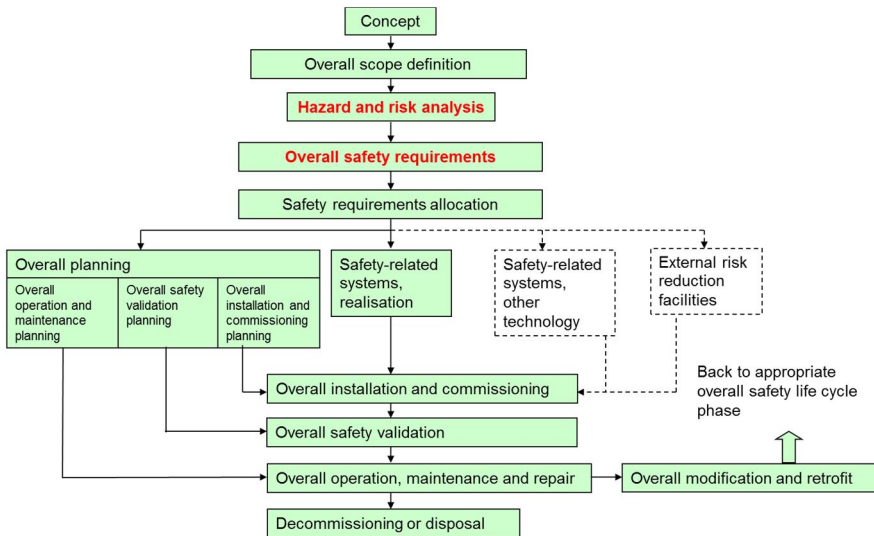 Concept
Overall scope definition
Hazard and risk analysis
Overall safety requirements
Safety requirements allocation
Overall planning
Overall
operation and
maintenance
planning
Overall safety
validation
planning
Overall
installation and
commissioning
planning
Safety-related
systems,
realisation
Safety-related
systems,
other
technology
External risk
reduction
facilities
Overall installation and commissioning
Back to appropriate
overall safety life cycle
phase
Overall safety validation
Overall operation, maintenance and repair
Overall modification and retrofit
Decommissioning or disposal